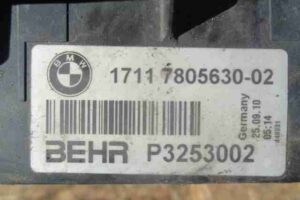 BMW
1711 7805630-02
BEHR P3253002
Germany
25.09.10
05:14